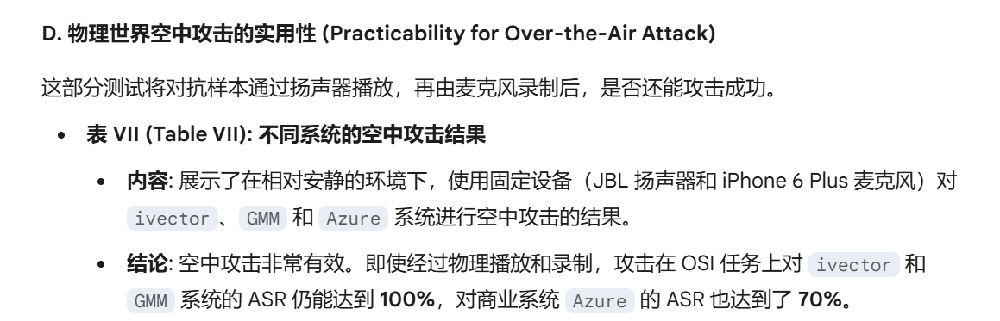 D. 物理世界空中攻击的实用性 (Practicability for Over-the-Air Attack)
这部分测试将对抗样本通过扬声器播放，再由麦克风录制后，是否还能攻击成功。
• 表 VII (Table VII): 不同系统的空中攻击结果
• 内容: 展示了在相对安静的环境下，使用固定设备（JBL 扬声器和 iPhone 6 Plus 麦克风）对
ivector 、 GMM 和 Azure 系统进行空中攻击的结果。
• 结论: 空中攻击非常有效。即使经过物理播放和录制，攻击在 OSI 任务上对 ivector 和
GMM 系统的 ASR 仍能达到 100%，对商业系统 Azure 的 ASR 也达到了 70%。